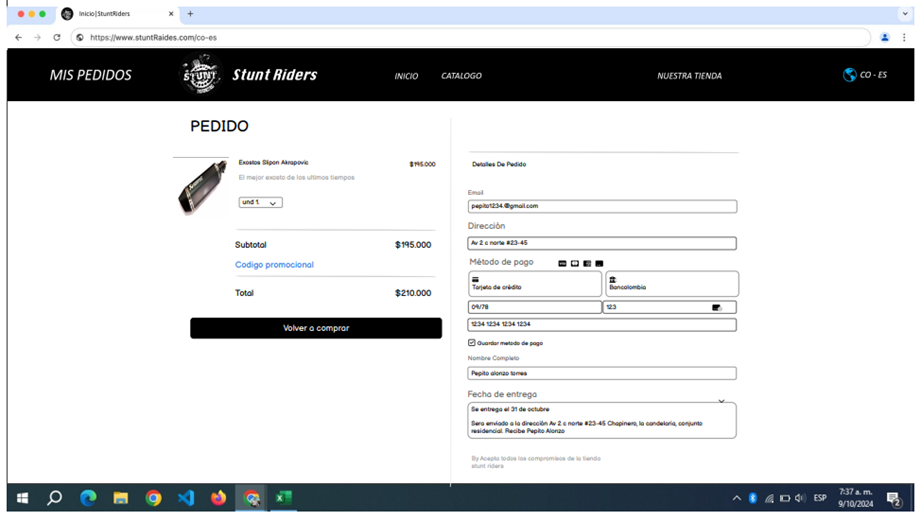 Inicio|StuntRiders
https://www.stuntRaides.com/co-es
MIS PEDIDOS
STUNT
Stunt Riders
INICIO
CATALOGO
NUESTRA TIENDA
CO - ES
PEDIDO
Exostos Slipon Akrapovic
$195.000
El mejor exosto de los ultimos tiempos
und 1.
Subtotal
$195.000
Codigo promocional
Total
$210.000
Volver a comprar
Detalles De Pedido
Email
pepito1234.@gmail.com
Dirección
Av 2 c norte #23-45
Método de pago
Tarjeta de crédito
Bancolombia
09/78
123
1234 1234 1234 1234
Guardar metodo de pago
Nombre Completo
Pepito alonzo torres
Fecha de entrega
Se entrega el 31 de octubre
Sera enviado a la dirección Av 2 c norte #23-45 Chapinero, la candelaria, conjunto
residencial. Recibe Pepito Alonzo
By Acepto todos los compromisos de la tienda
stunt riders
ESP
7:37 a. m.
9/10/2024
2